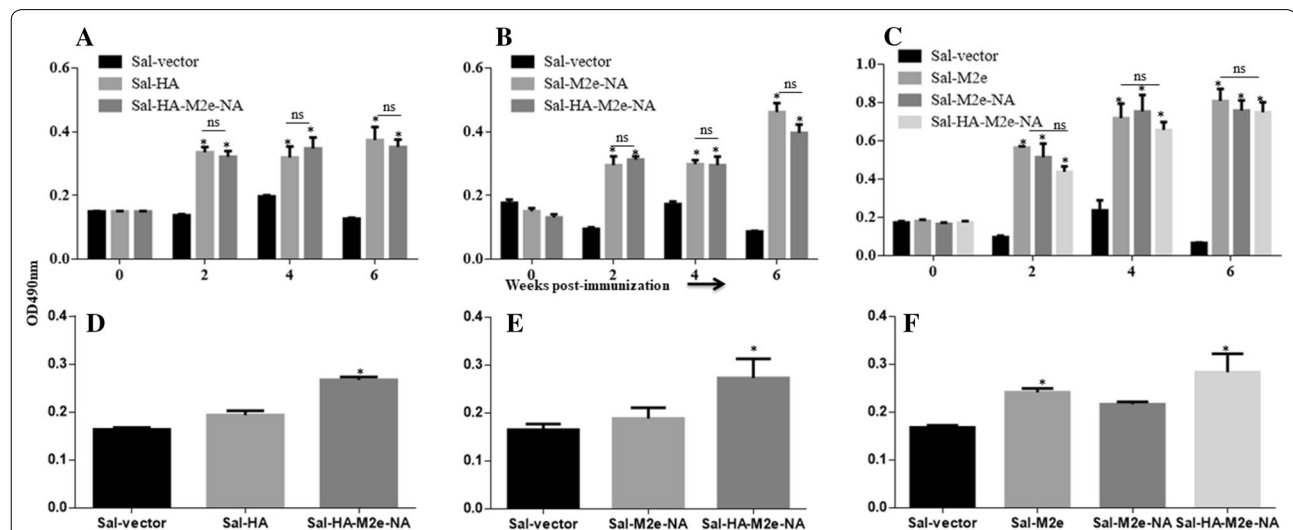 A
Sal-vector
Sal-HA
Sal-HA-M2e-NA
0.6
0.4
0.2
0.0
ns
* *
ns
* *
ns
* *
0
2
4
6
B
Sal-vector
Sal-M2e-NA
Sal-HA-M2e-NA
0.6
0.4
0.2
0.0
ns
* *
ns
* *
ns
* *
0
2
4
6
Weeks post-immunization
C
Sal-vector
Sal-M2e
Sal-M2e-NA
Sal-HA-M2e-NA
1.0
0.8
0.6
0.4
0.2
0.0
ns
* * *
ns
* * *
ns
* * *
0
2
4
6
OD490nm
D
0.4
0.3
0.2
0.1
0.0
*
Sal-vector Sal-HA Sal-HA-M2e-NA
E
0.4
0.3
0.2
0.1
0.0
*
Sal-vector Sal-M2e-NA Sal-HA-M2e-NA
F
0.4
0.3
0.2
0.1
0.0
* *
Sal-vector Sal-M2e Sal-M2e-NA Sal-HA-M2e-NA